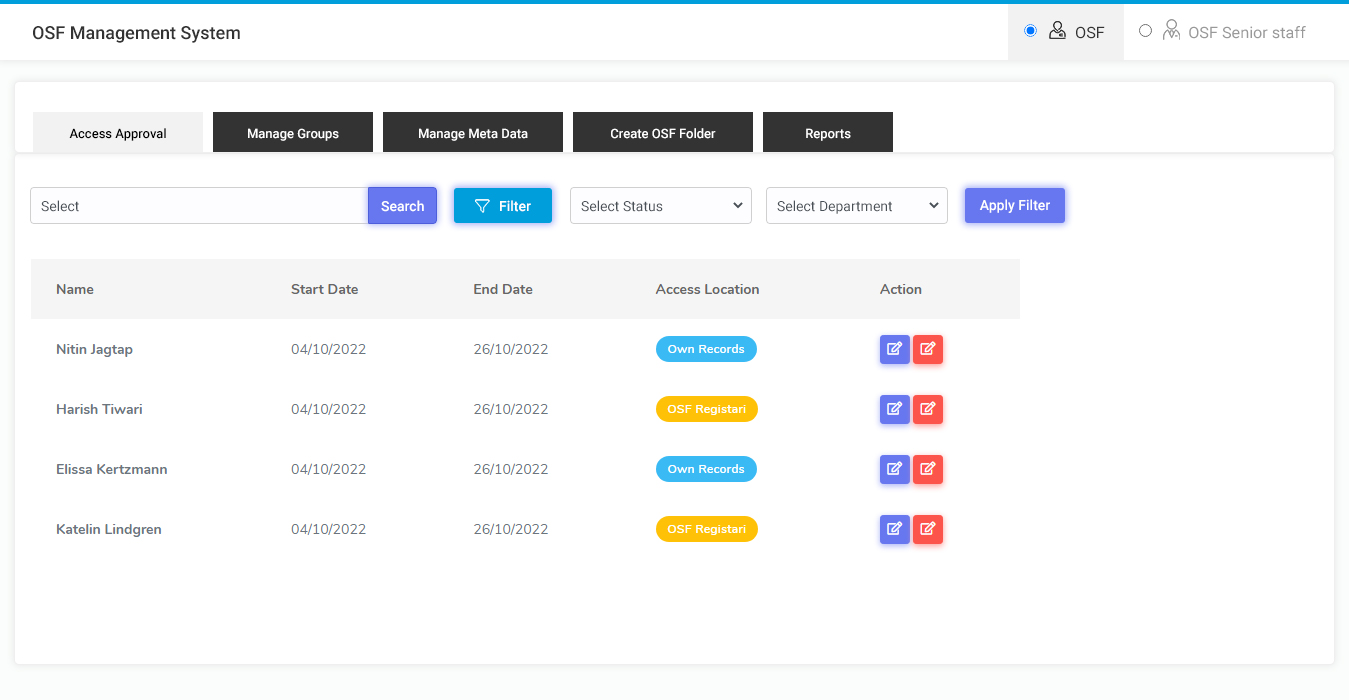 OSF Management System
OSF
OSF Senior staff
Access Approval
Manage Groups
Manage Meta Data
Create OSF Folder
Reports
Select
Search
Filter
Select Status
Select Department
Apply Filter
Name Start Date End Date Access Location Action
Nitin Jagtap 04/10/2022 26/10/2022 Own Records
Harish Tiwari 04/10/2022 26/10/2022 OSF Registari
Elissa Kertzmann 04/10/2022 26/10/2022 Own Records
Katelin Lindgren 04/10/2022 26/10/2022 OSF Registari